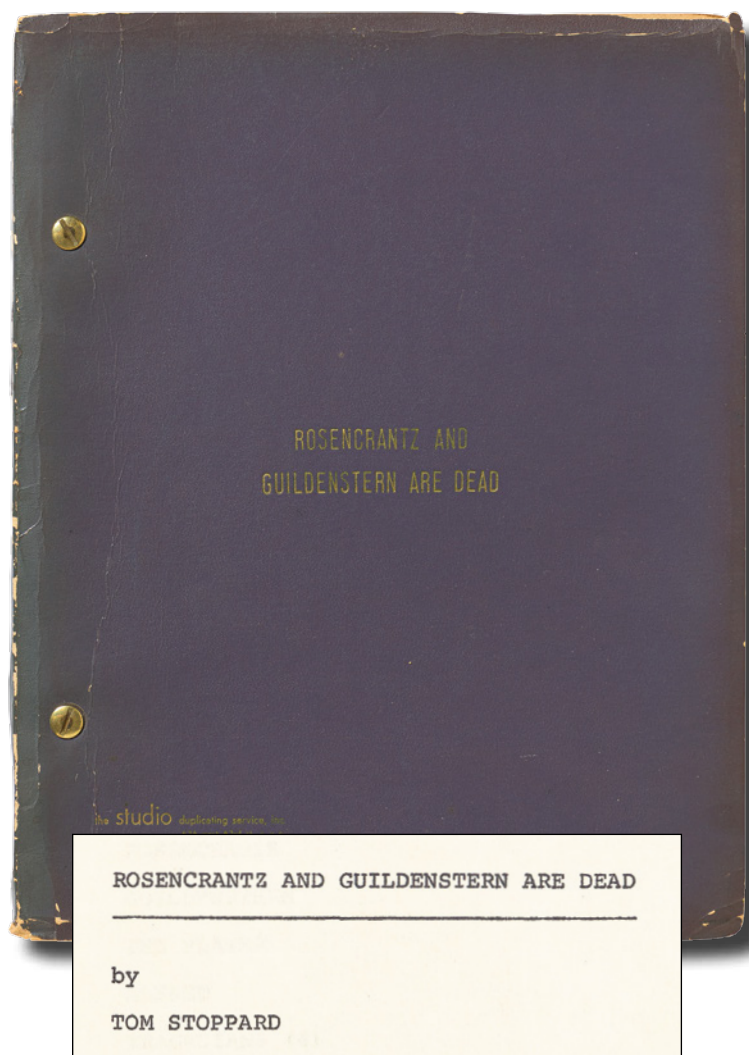 ROSENCRANTZ AND
GUILDENSTERN ARE DEAD
the studio duplicating service, inc.
ROSENCRANTZ AND GUILDENSTERN ARE DEAD
by
TOM STOPPARD